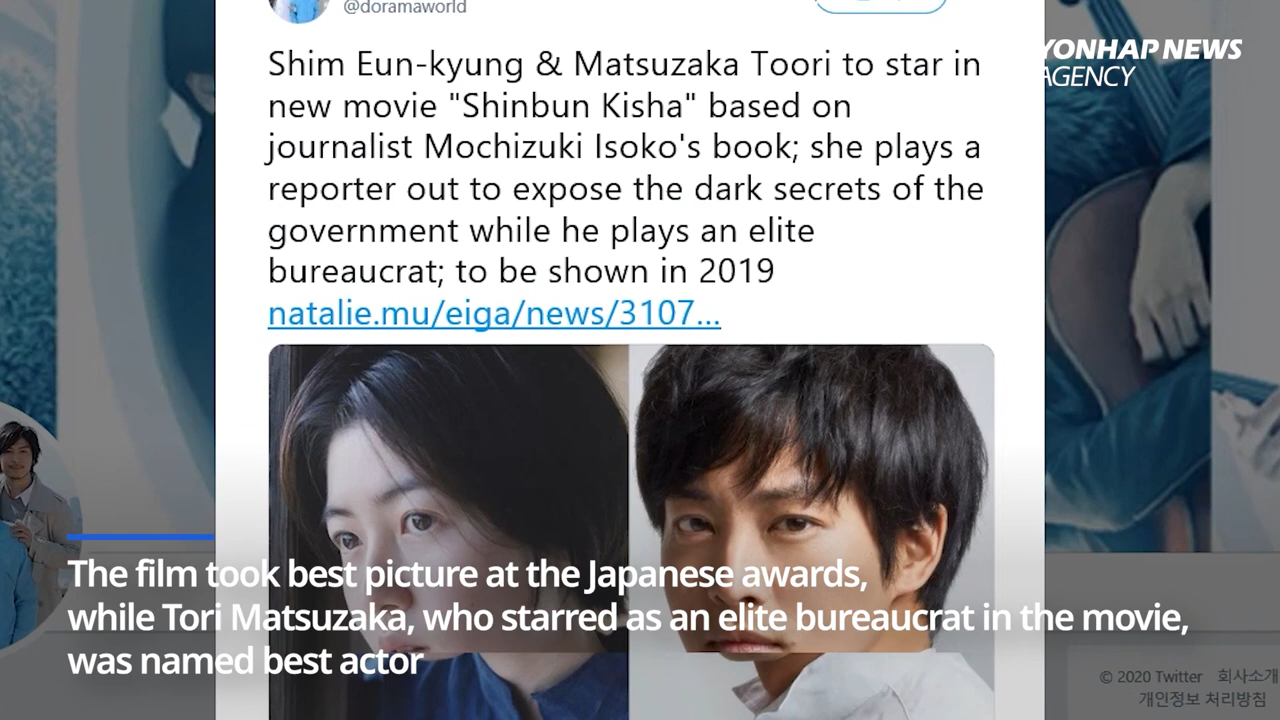 @doramaworld
YONHAP NEWS
AGENCY
Shim Eun-kyung & Matsuzaka Toori to star in
new movie "Shinbun Kisha" based on
journalist Mochizuki Isoko's book; she plays a
reporter out to expose the dark secrets of the
government while he plays an elite
bureaucrat; to be shown in 2019
natalie.mu/eiga/news/3107...
The film took best picture at the Japanese awards,
while Tori Matsuzaka, who starred as an elite bureaucrat in the movie,
was named best actor
© 2020 Twitter 회사소개
개인정보 처리방침